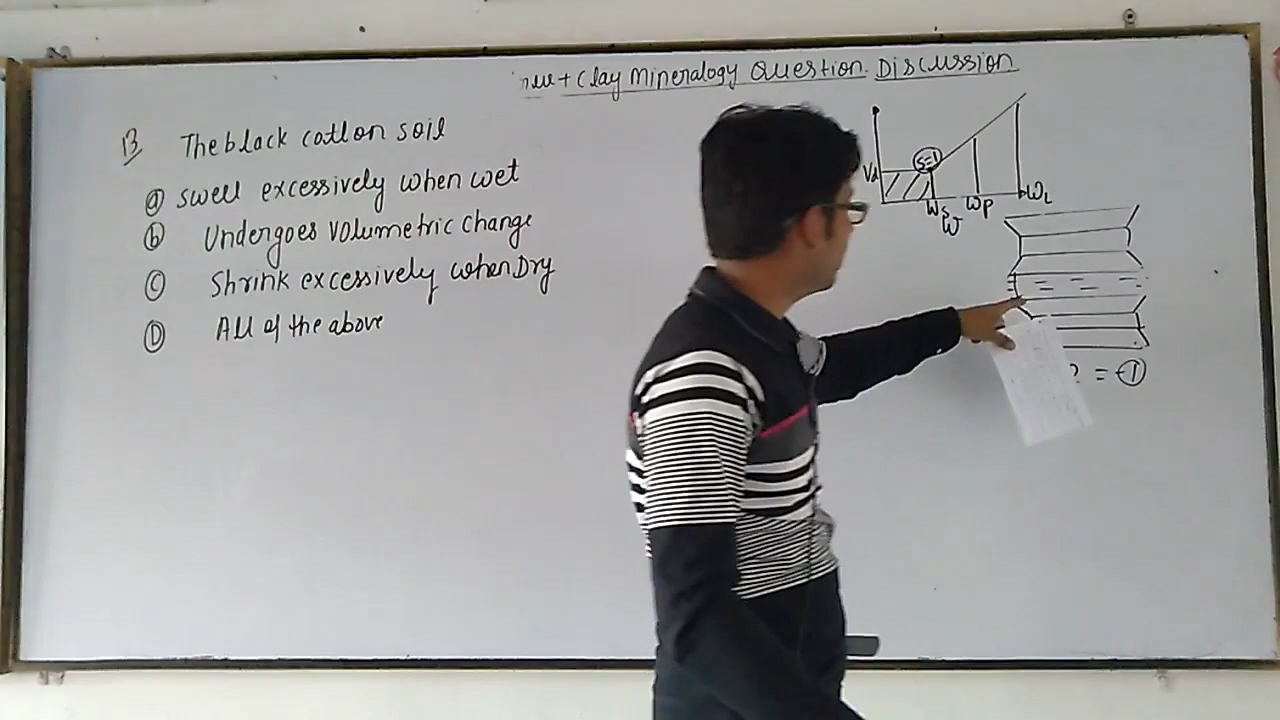 + Clay Mineralogy Question Discussion
13 The black cotton soil
(a) Swell excessively when wet
(b) Undergoes Volumetric change
(c) Shrink excessively when Dry
(D) All of the above
Vd
S=1
Ws Wp WL
W
= -1